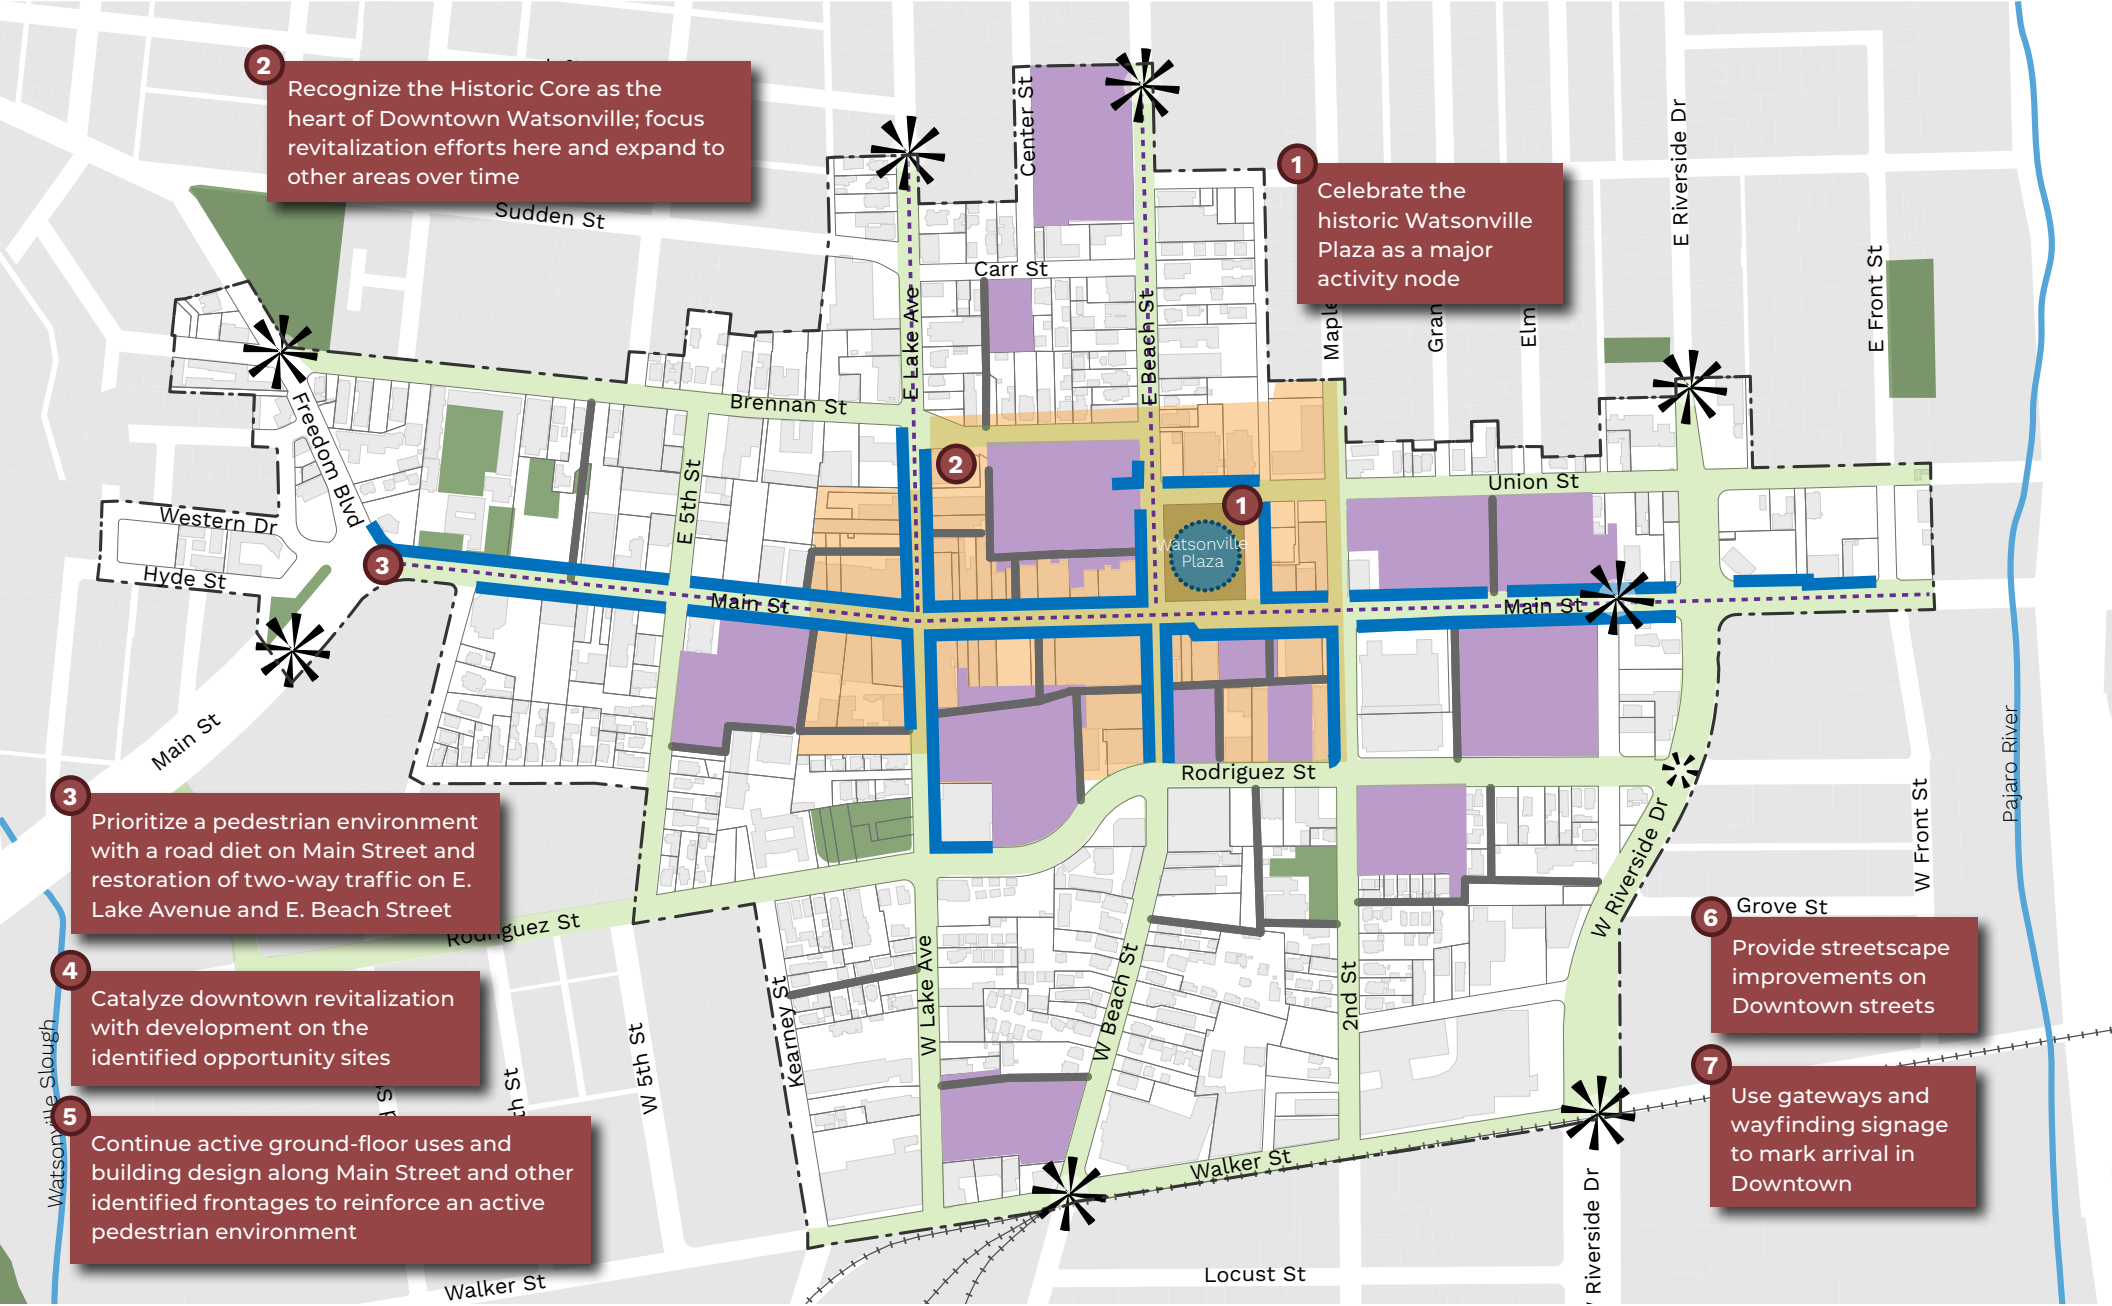 2
Recognize the Historic Core as the
heart of Downtown Watsonville; focus
revitalization efforts here and expand to
other areas over time
1
Celebrate the
historic Watsonville
Plaza as a major
activity node
Center St
E Riverside Dr
Sudden St
Carr St
E Lake Ave
E Beach St
Maple
Gran
Elm
E Front St
Freedom Blvd
Brennan St
E 5th St
2
1
Union St
Western Dr
Watsonville
Plaza
3
Hyde St
Main St
Main St
Main St
Pajaro River
Rodriguez St
3
Prioritize a pedestrian environment
with a road diet on Main Street and
restoration of two-way traffic on E.
Lake Avenue and E. Beach Street
W Front St
W Riverside Dr
Rodriguez St
6
Grove St
Provide streetscape
improvements on
Downtown streets
4
Catalyze downtown revitalization
with development on the
identified opportunity sites
Kearney St
W Lake Ave
W Beach St
2nd St
Watsonville Slough
W 5th St
th St
7
Use gateways and
wayfinding signage
to mark arrival in
Downtown
5
Continue active ground-floor uses and
building design along Main Street and other
identified frontages to reinforce an active
pedestrian environment
Walker St
Riverside Dr
Walker St
Locust St